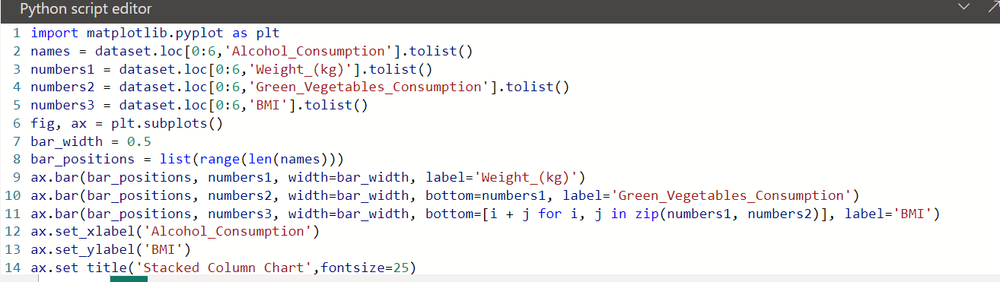 Python script editor
1 import matplotlib.pyplot as plt
2 names = dataset.loc[0:6,'Alcohol_Consumption'].tolist()
3 numbers1 = dataset.loc[0:6,'Weight_(kg)'].tolist()
4 numbers2 = dataset.loc[0:6,'Green_Vegetables_Consumption'].tolist()
5 numbers3 = dataset.loc[0:6,'BMI'].tolist()
6 fig, ax = plt.subplots()
7 bar_width = 0.5
8 bar_positions = list(range(len(names)))
9 ax.bar(bar_positions, numbers1, width=bar_width, label='Weight_(kg)')
10 ax.bar(bar_positions, numbers2, width=bar_width, bottom=numbers1, label='Green_Vegetables_Consumption')
11 ax.bar(bar_positions, numbers3, width=bar_width, bottom=[i + j for i, j in zip(numbers1, numbers2)], label='BMI')
12 ax.set_xlabel('Alcohol_Consumption')
13 ax.set_ylabel('BMI')
14 ax.set_title('Stacked Column Chart',fontsize=25)